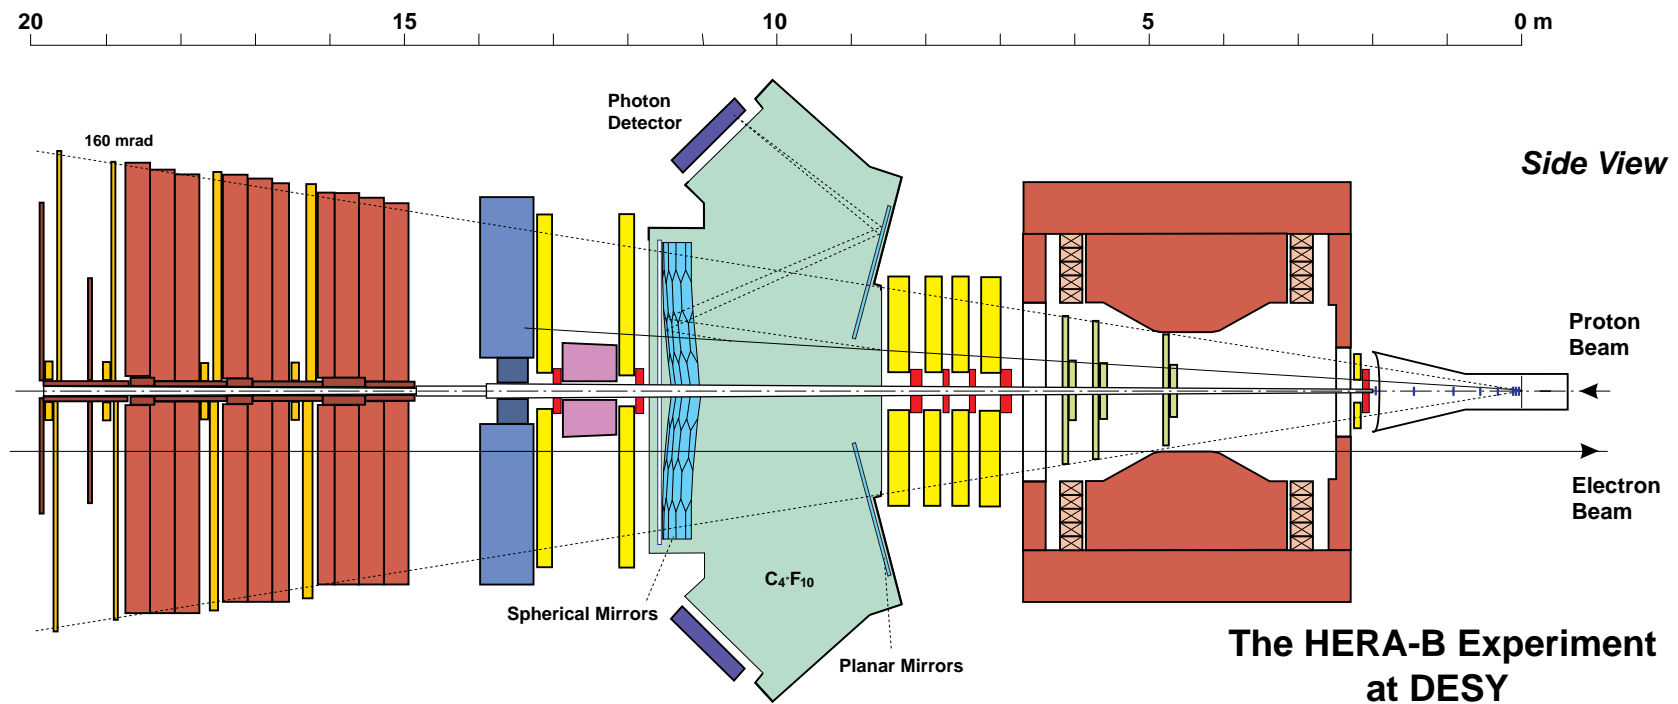 20 15 10 5 0 m
Photon
Detector
160 mrad
Side View
Proton
Beam
Electron
Beam
C₄F₁₀
Spherical Mirrors
Planar Mirrors
The HERA-B Experiment
at DESY